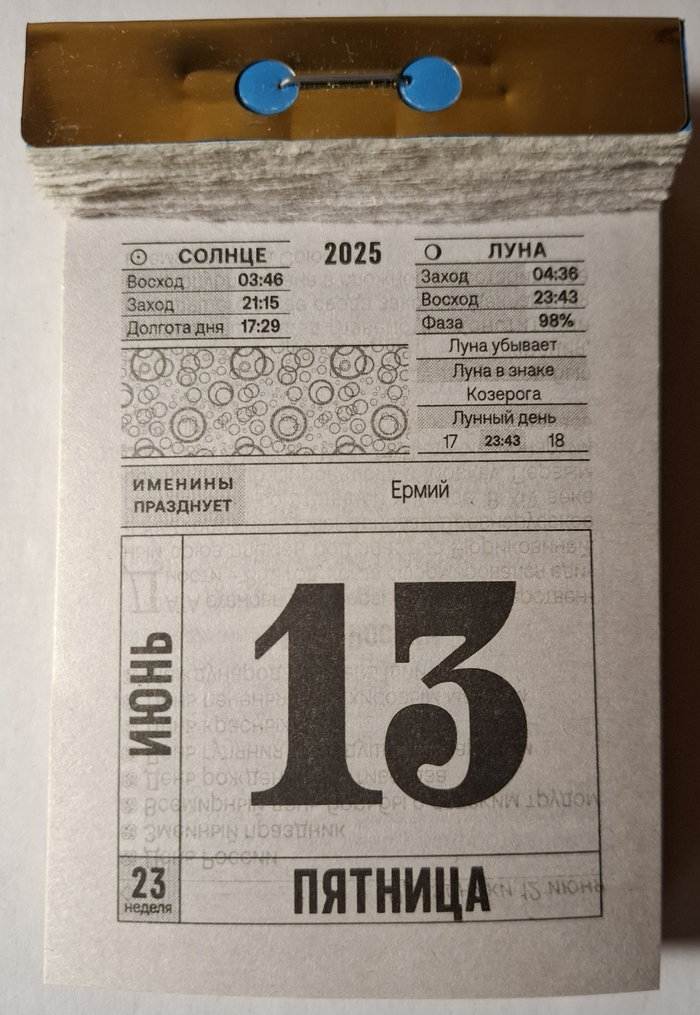 СОЛНЦЕ
Восход 03:46
Заход 21:15
Долгота дня 17:29
2025
ЛУНА
Заход 04:36
Восход 23:43
Фаза 98%
Луна убывает
Луна в знаке
Козерога
Лунный день
17 23:43 18
ИМЕНИНЫ
ПРАЗДНУЕТ
Ермий
ИЮНЬ
13
23
неделя
ПЯТНИЦА